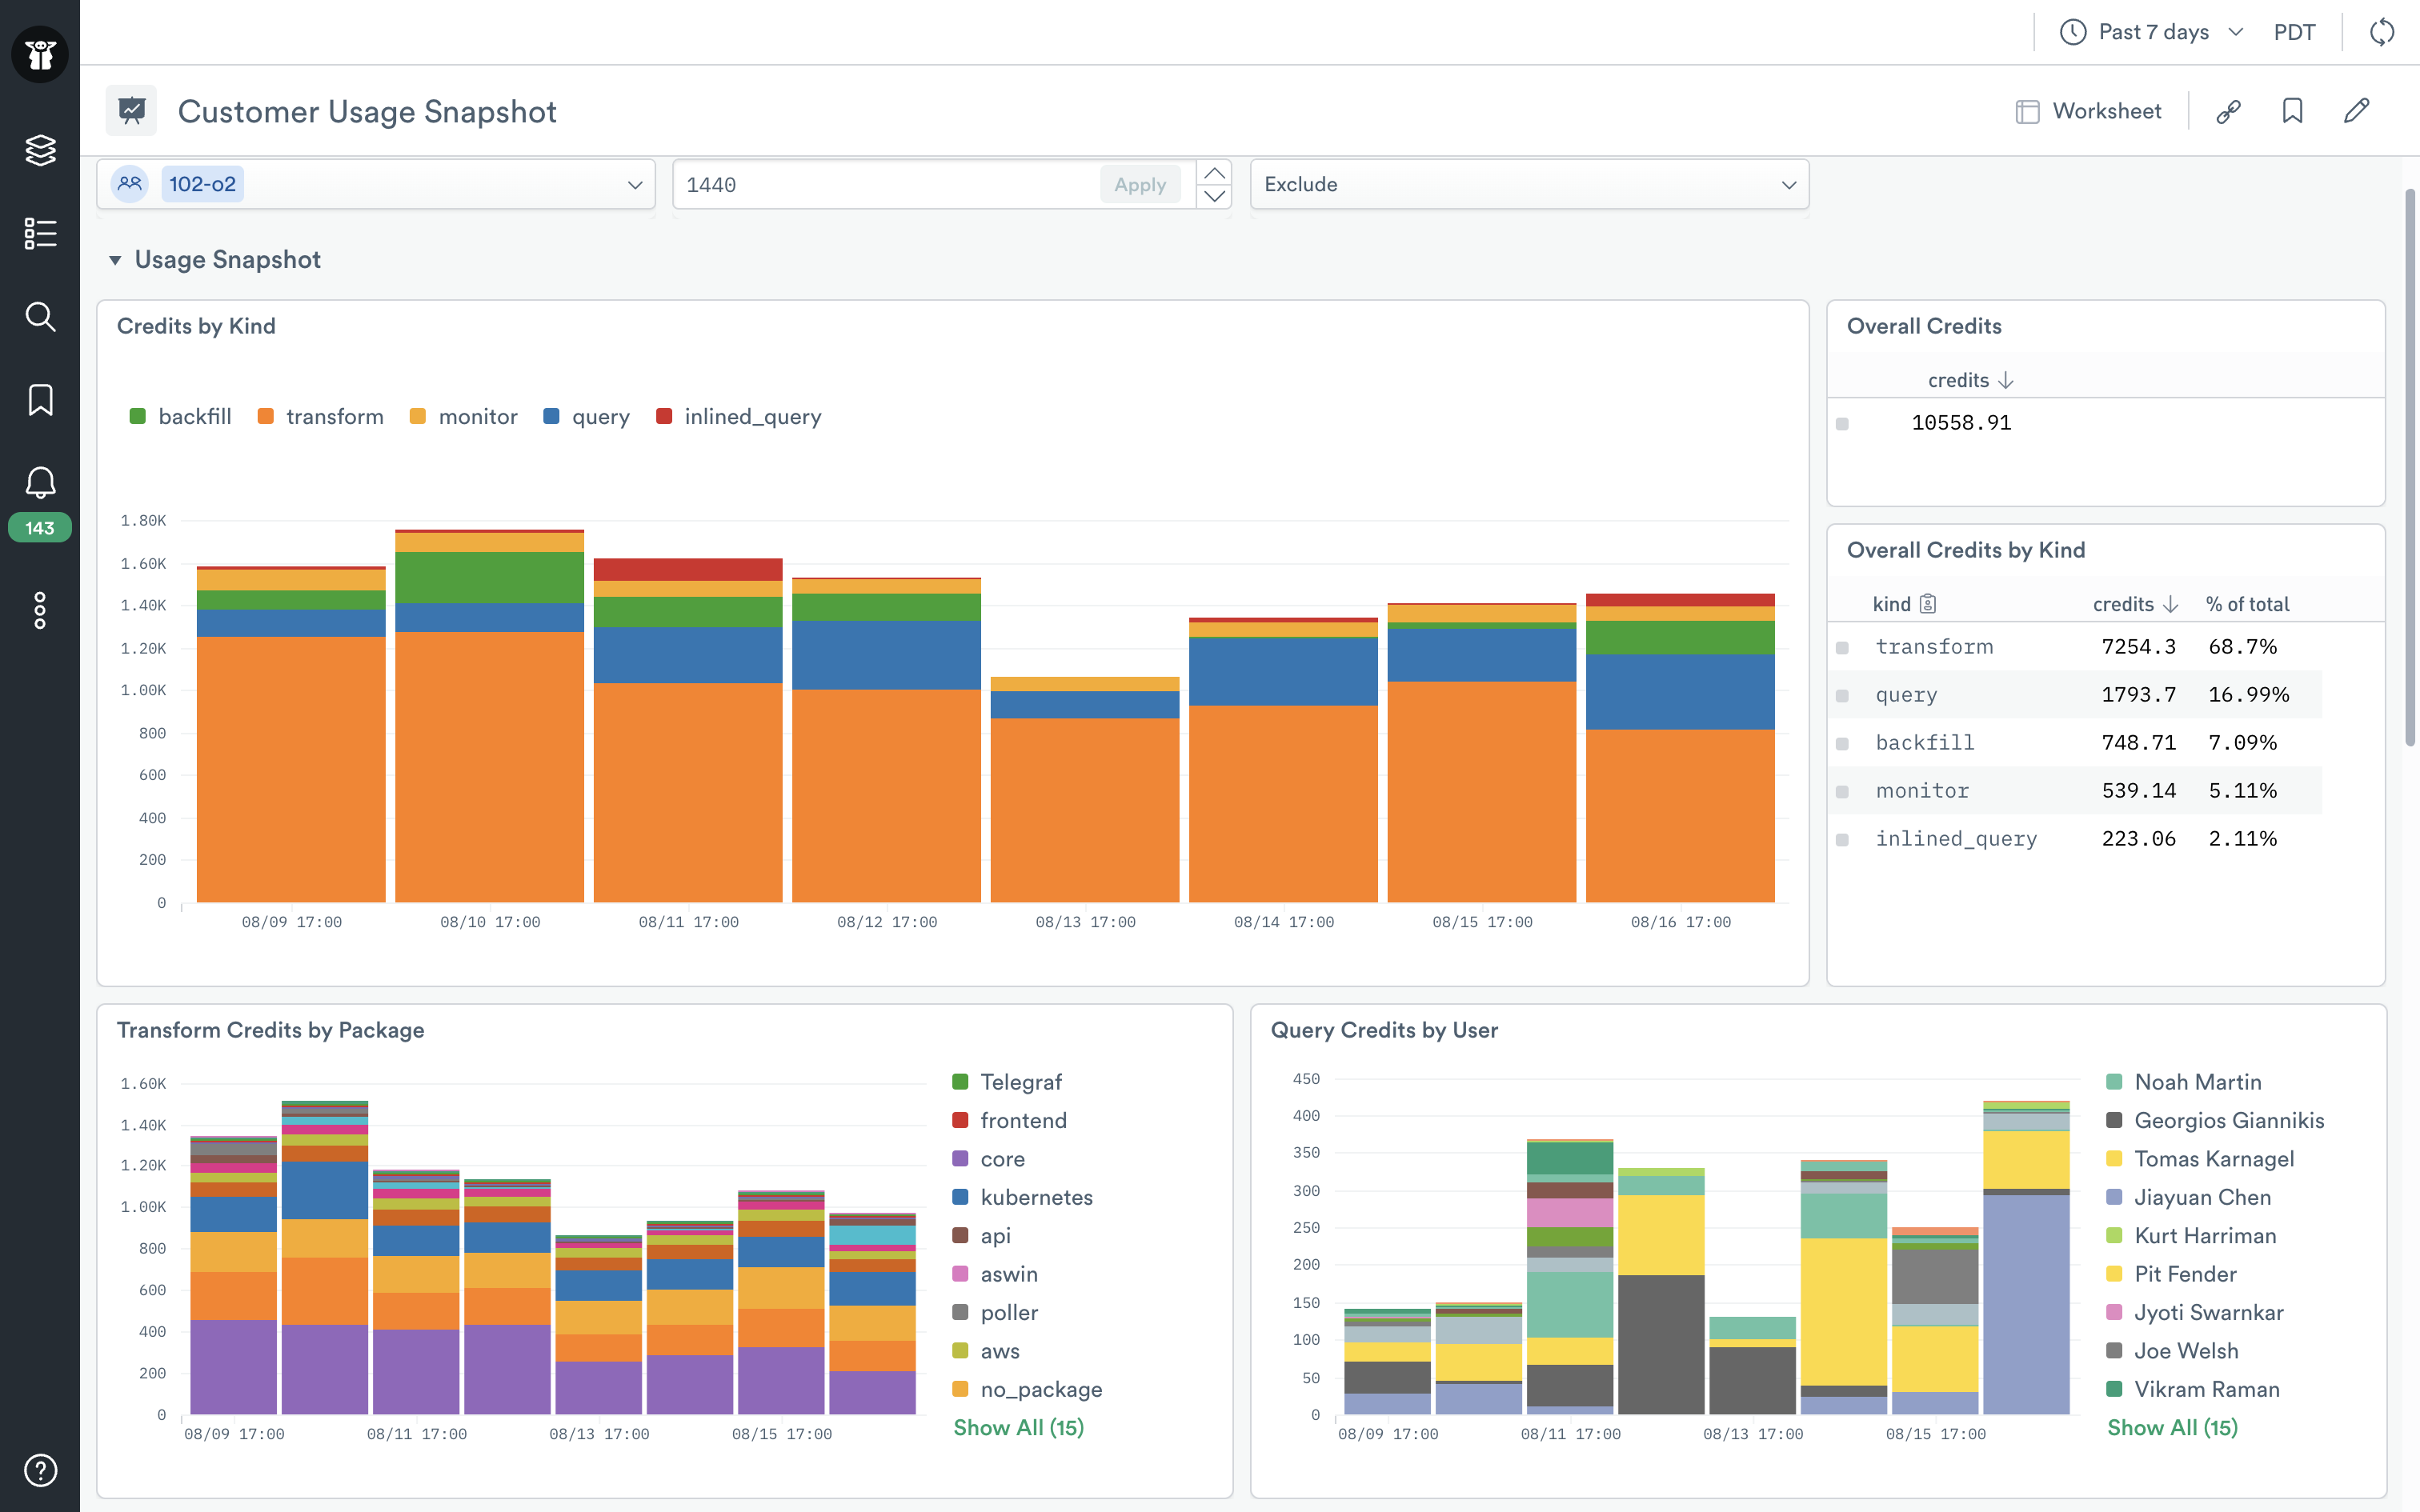 Past 7 days PDT
Customer Usage Snapshot
Worksheet
102-o2
1440 Apply
Exclude
Usage Snapshot
143
Credits by Kind
backfill transform monitor query inlined_query
1.80K
1.60K
1.40K
1.20K
1.00K
800
600
400
200
0
08/09 17:00 08/10 17:00 08/11 17:00 08/12 17:00 08/13 17:00 08/14 17:00 08/15 17:00 08/16 17:00
Overall Credits
credits
10558.91
Overall Credits by Kind
kind credits % of total
transform 7254.3 68.7%
query 1793.7 16.99%
backfill 748.71 7.09%
monitor 539.14 5.11%
inlined_query 223.06 2.11%
Transform Credits by Package
1.60K
1.40K
1.20K
1.00K
800
600
400
200
0
08/09 17:00 08/11 17:00 08/13 17:00 08/15 17:00
Telegraf
frontend
core
kubernetes
api
aswin
poller
aws
no_package
Show All (15)
Query Credits by User
450
400
350
300
250
200
150
100
50
0
08/09 17:00 08/11 17:00 08/13 17:00 08/15 17:00
Noah Martin
Georgios Giannikis
Tomas Karnagel
Jiayuan Chen
Kurt Harriman
Pit Fender
Jyoti Swarnkar
Joe Welsh
Vikram Raman
Show All (15)